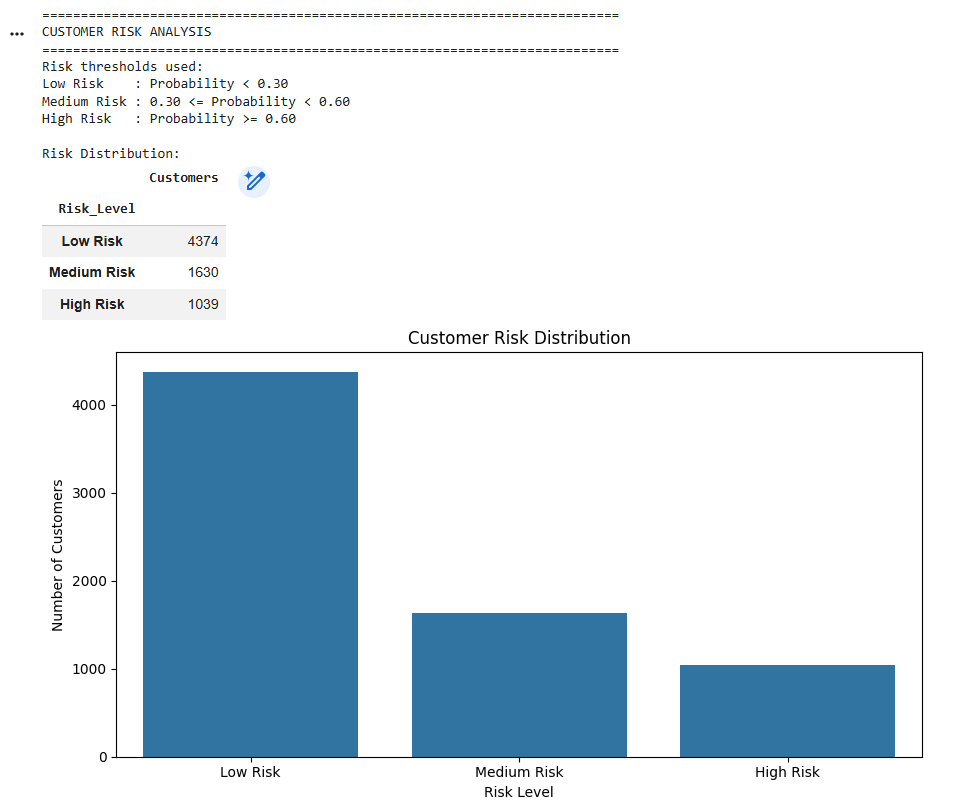 ===========================================================================
CUSTOMER RISK ANALYSIS
===========================================================================
Risk thresholds used:
Low Risk    : Probability < 0.30
Medium Risk : 0.30 <= Probability < 0.60
High Risk   : Probability >= 0.60
Risk Distribution:
Customers
Risk_Level
Low Risk 4374
Medium Risk 1630
High Risk 1039
Customer Risk Distribution
Number of Customers
4000
3000
2000
1000
0
Low Risk Medium Risk High Risk
Risk Level